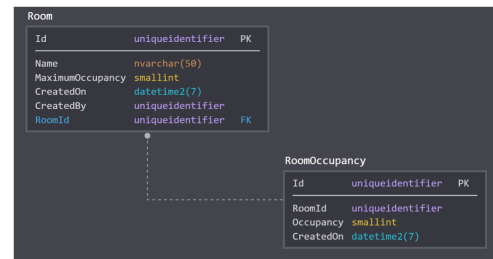 Room
Id uniqueidentifier PK
Name nvarchar(50)
MaximumOccupancy smallint
CreatedOn datetime2(7)
CreatedBy uniqueidentifier
RoomId uniqueidentifier FK
RoomOccupancy
Id uniqueidentifier PK
RoomId uniqueidentifier
Occupancy smallint
CreatedOn datetime2(7)